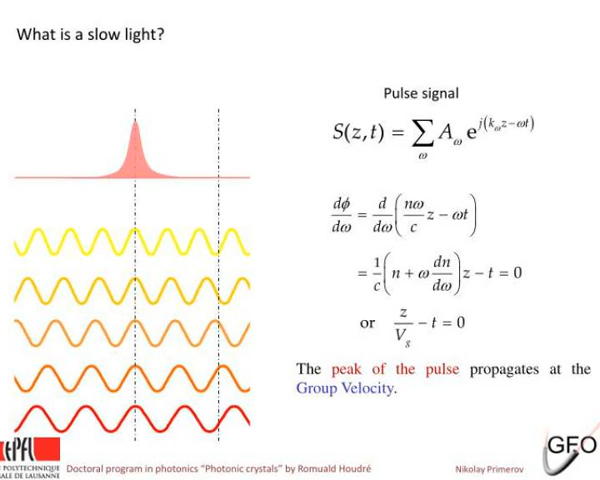 What is a slow light?
Pulse signal
S(z,t) = ∑_ω A_ω e^{j(k_ω z − ωt)}
dϕ/dω = d/dω (nω/c z − ωt)
= 1/c (n + ω dn/dω) z − t = 0
or z/V_g − t = 0
The peak of the pulse propagates at the
Group Velocity.
EPFL
POLYTECHNIQUE
ALE DE LAUSANNE
Doctoral program in photonics “Photonic crystals” by Romuald Houdré
Nikolay Primerov
GFO